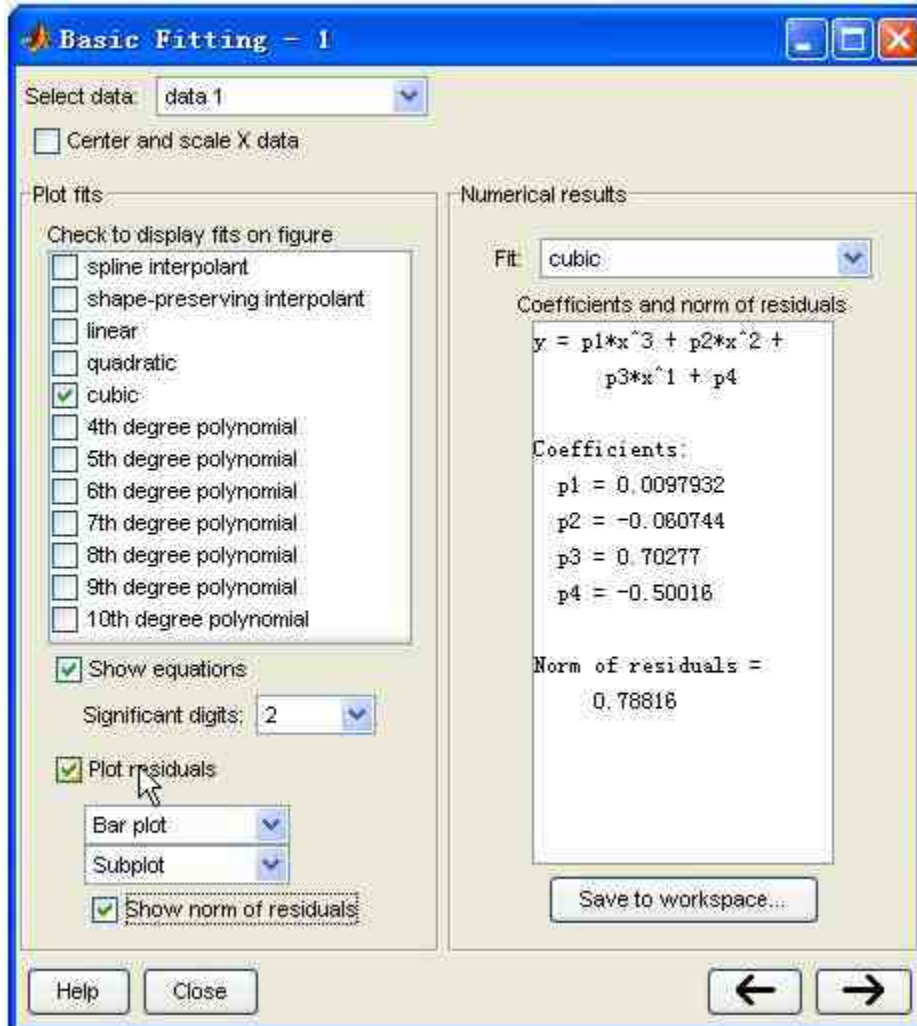 Basic Fitting - 1
Select data: data 1
Center and scale X data
Plot fits
Check to display fits on figure
spline interpolant
shape-preserving interpolant
linear
quadratic
cubic
4th degree polynomial
5th degree polynomial
6th degree polynomial
7th degree polynomial
8th degree polynomial
9th degree polynomial
10th degree polynomial
Show equations
Significant digits: 2
Plot residuals
Bar plot
Subplot
Show norm of residuals
Numerical results
Fit: cubic
Coefficients and norm of residuals
y = p1*x^3 + p2*x^2 +
p3*x^1 + p4
Coefficients:
p1 = 0.0097932
p2 = -0.060744
p3 = 0.70277
p4 = -0.50016
Norm of residuals =
0.78816
Save to workspace...
Help
Close